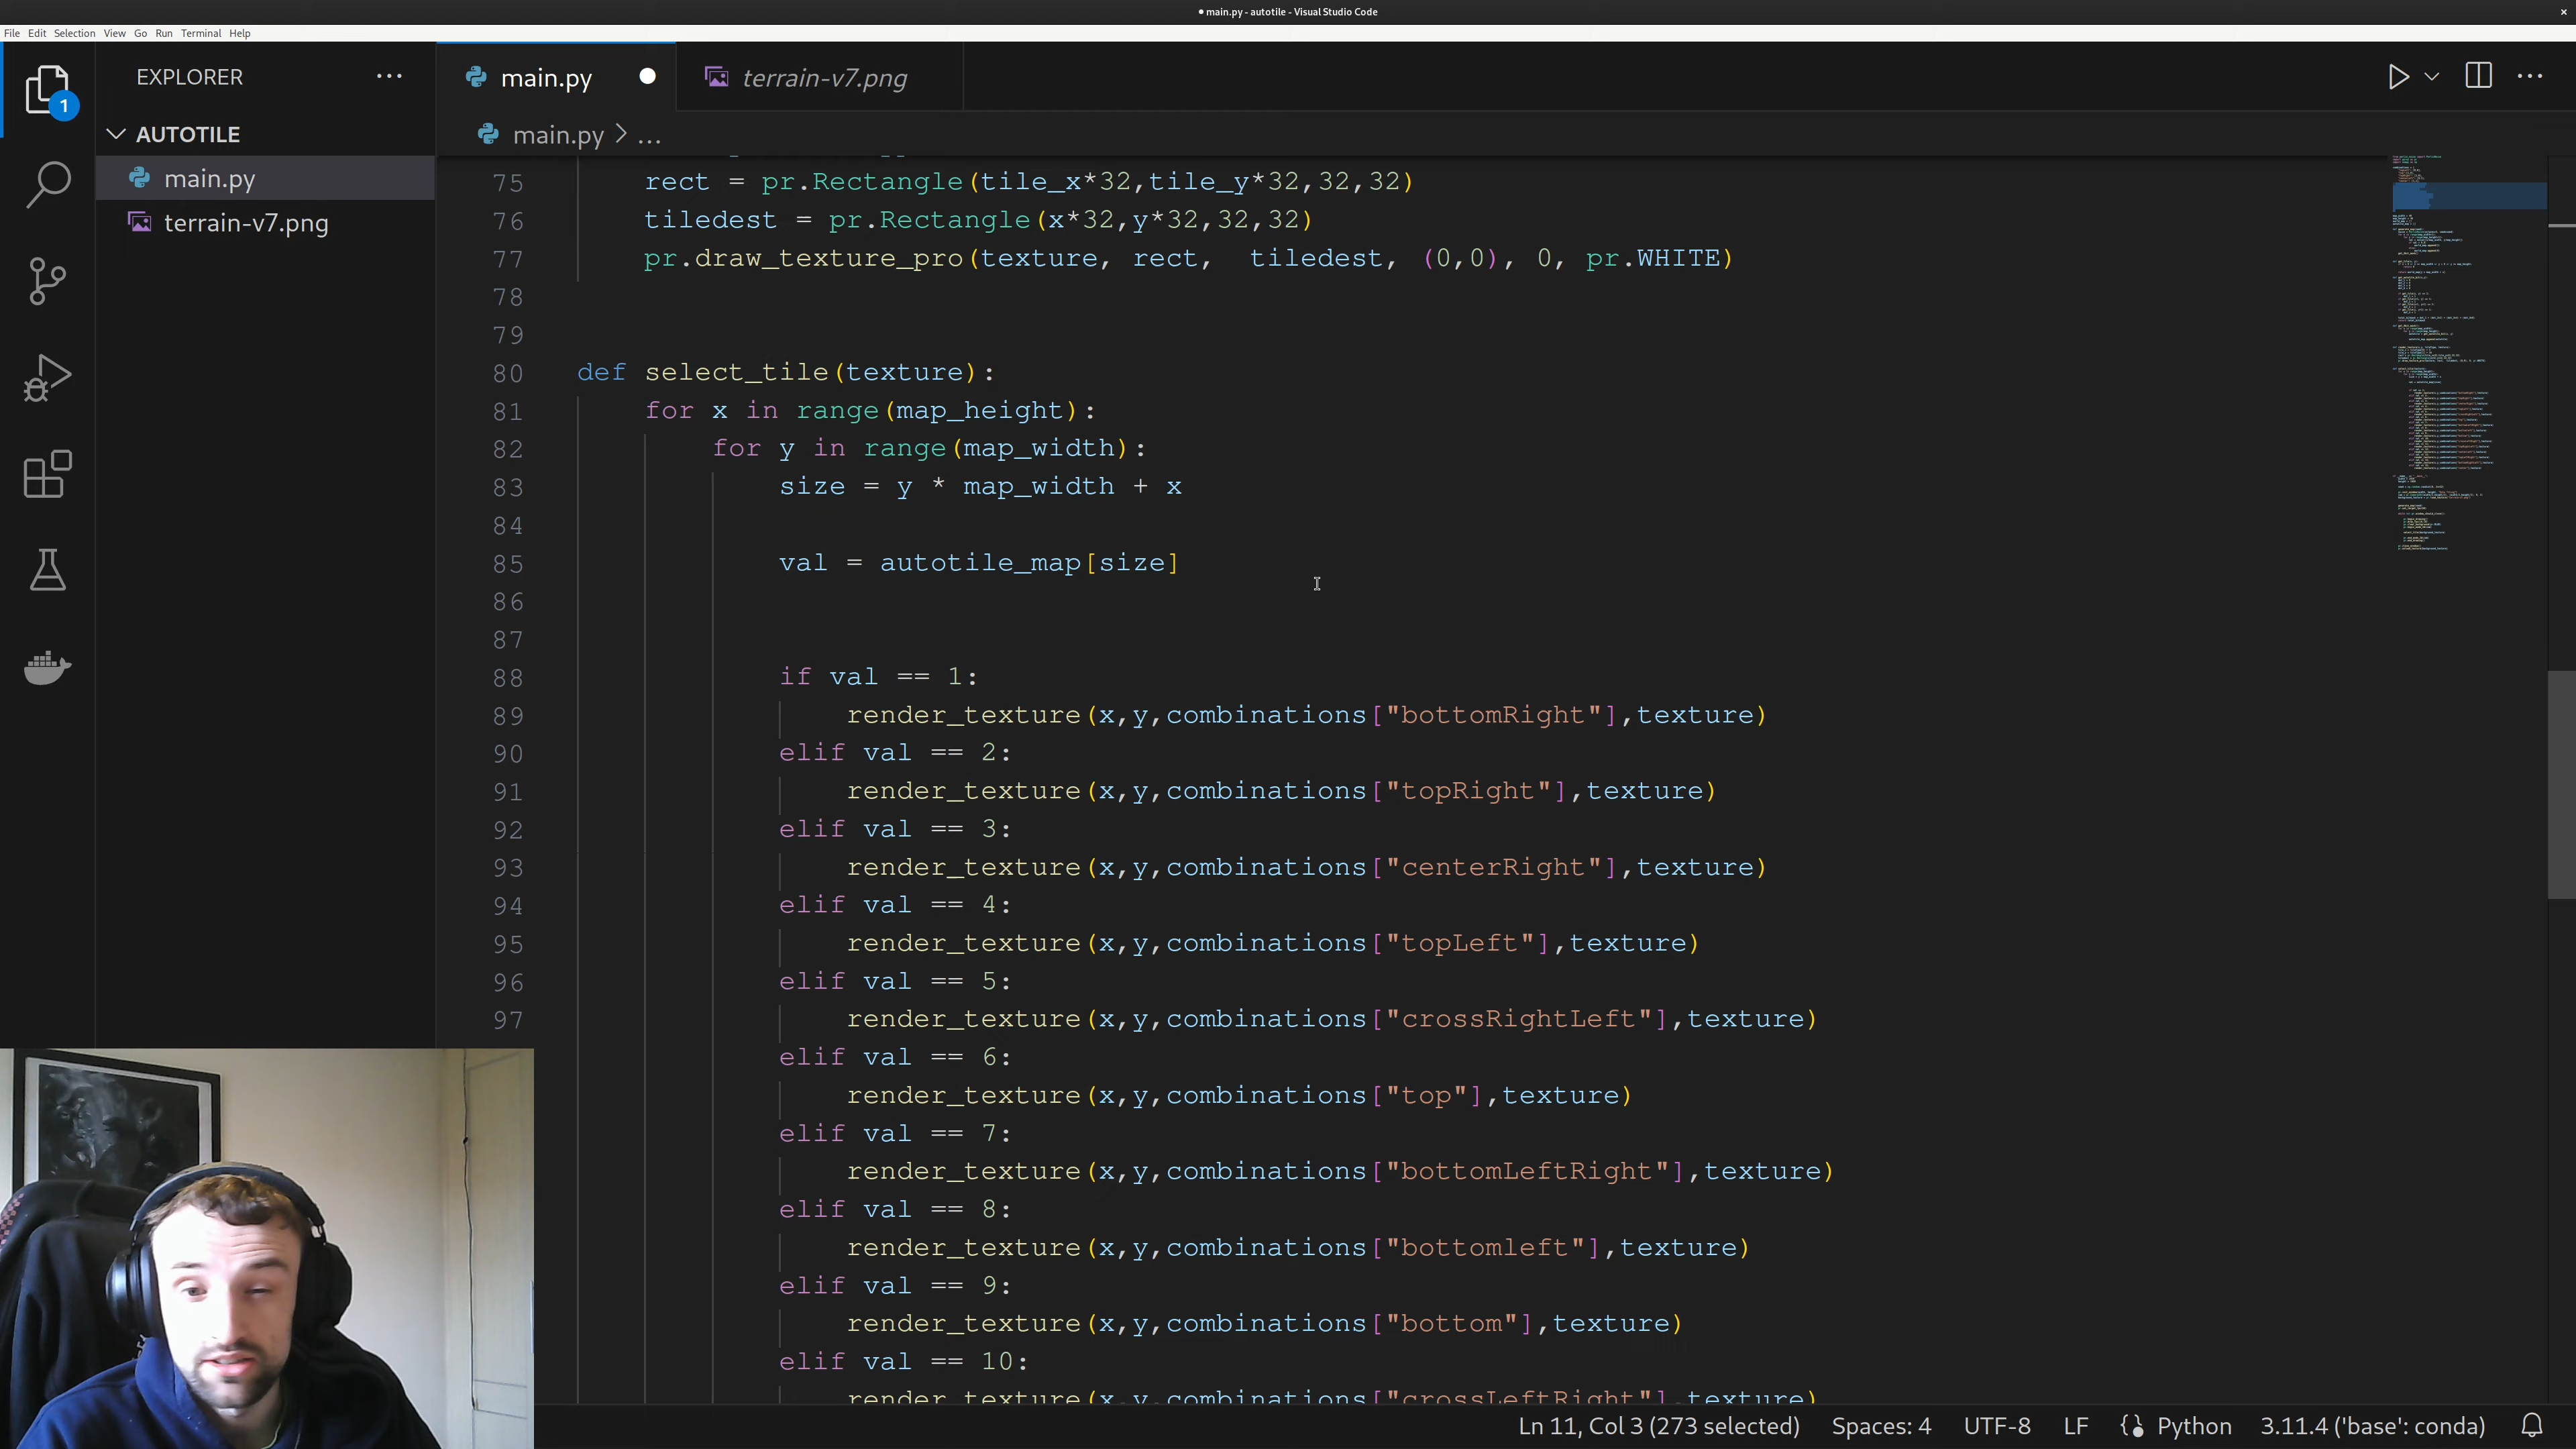 main.py - autotile - Visual Studio Code
File Edit Selection View Go Run Terminal Help
EXPLORER
main.py
terrain-v7.png
1
AUTOTILE
main.py > ...
main.py
terrain-v7.png
75 rect = pr.Rectangle(tile_x*32,tile_y*32,32,32)
76 tiledest = pr.Rectangle(x*32,y*32,32,32)
77 pr.draw_texture_pro(texture, rect,  tiledest, (0,0), 0, pr.WHITE)
78
79
80 def select_tile(texture):
81 for x in range(map_height):
82 for y in range(map_width):
83 size = y * map_width + x
84
85 val = autotile_map[size]
86
87
88 if val == 1:
89 render_texture(x,y,combinations["bottomRight"],texture)
90 elif val == 2:
91 render_texture(x,y,combinations["topRight"],texture)
92 elif val == 3:
93 render_texture(x,y,combinations["centerRight"],texture)
94 elif val == 4:
95 render_texture(x,y,combinations["topLeft"],texture)
96 elif val == 5:
97 render_texture(x,y,combinations["crossRightLeft"],texture)
elif val == 6:
render_texture(x,y,combinations["top"],texture)
elif val == 7:
render_texture(x,y,combinations["bottomLeftRight"],texture)
elif val == 8:
render_texture(x,y,combinations["bottomleft"],texture)
elif val == 9:
render_texture(x,y,combinations["bottom"],texture)
elif val == 10:
render_texture(x,y,combinations["crossLeftRight"],texture)
Ln 11, Col 3 (273 selected) Spaces: 4 UTF-8 LF Python 3.11.4 ('base': conda)